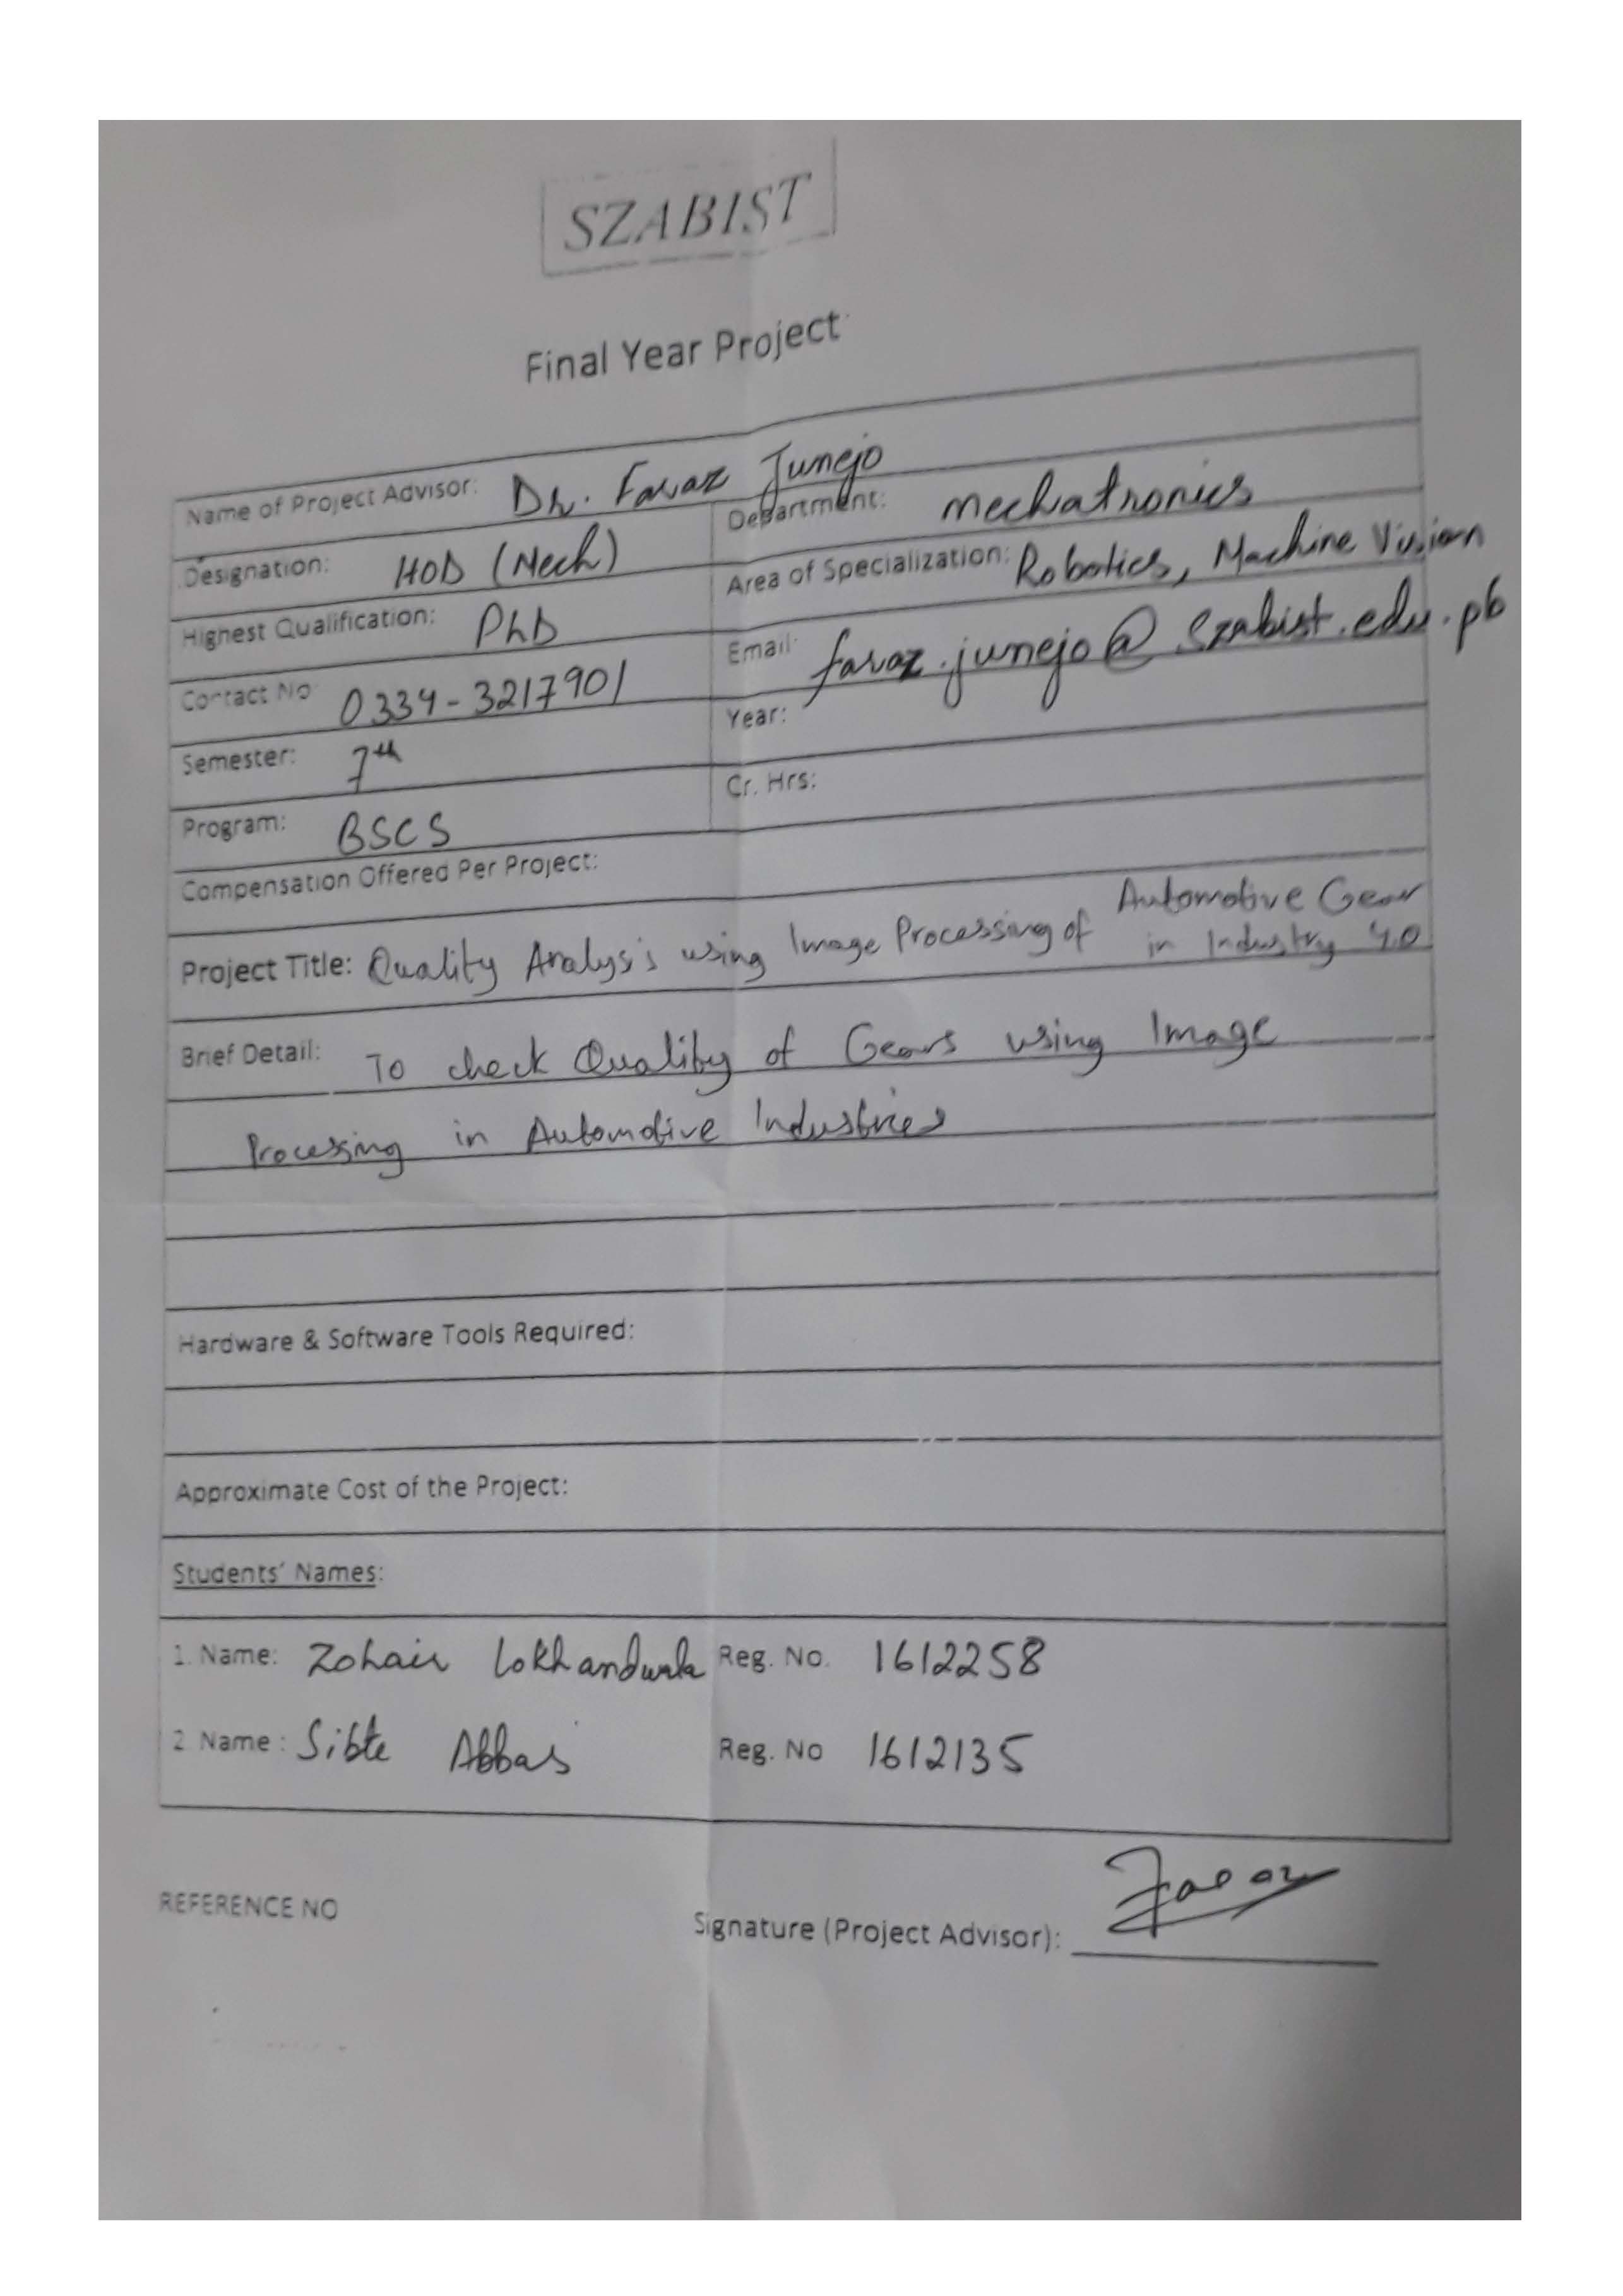 SZABIST
Final Year Project
Name of Project Advisor: Dr. Faraz Junejo
Designation: HOD (Mech) Department: Mechatronics
Highest Qualification: PhD Area of Specialization: Robotics, Machine Vision
Contact No 0334-3217901 Email: faraz.junejo@szabist.edu.pk
Semester: 7th Year:
Program: BSCS Cr. Hrs:
Compensation Offered Per Project:
Project Title: Quality Analysis using Image Processing of Automotive Gear
in Industry 4.0
Brief Detail: To check Quality of Gears using Image
Processing in Automotive Industries
Hardware & Software Tools Required:
Approximate Cost of the Project:
Students' Names:
1. Name: Zohair Lokhandwala Reg. No. 1612258
2 Name: Sibte Abbas Reg. No 1612135
REFERENCE NO
Signature (Project Advisor): Faraz